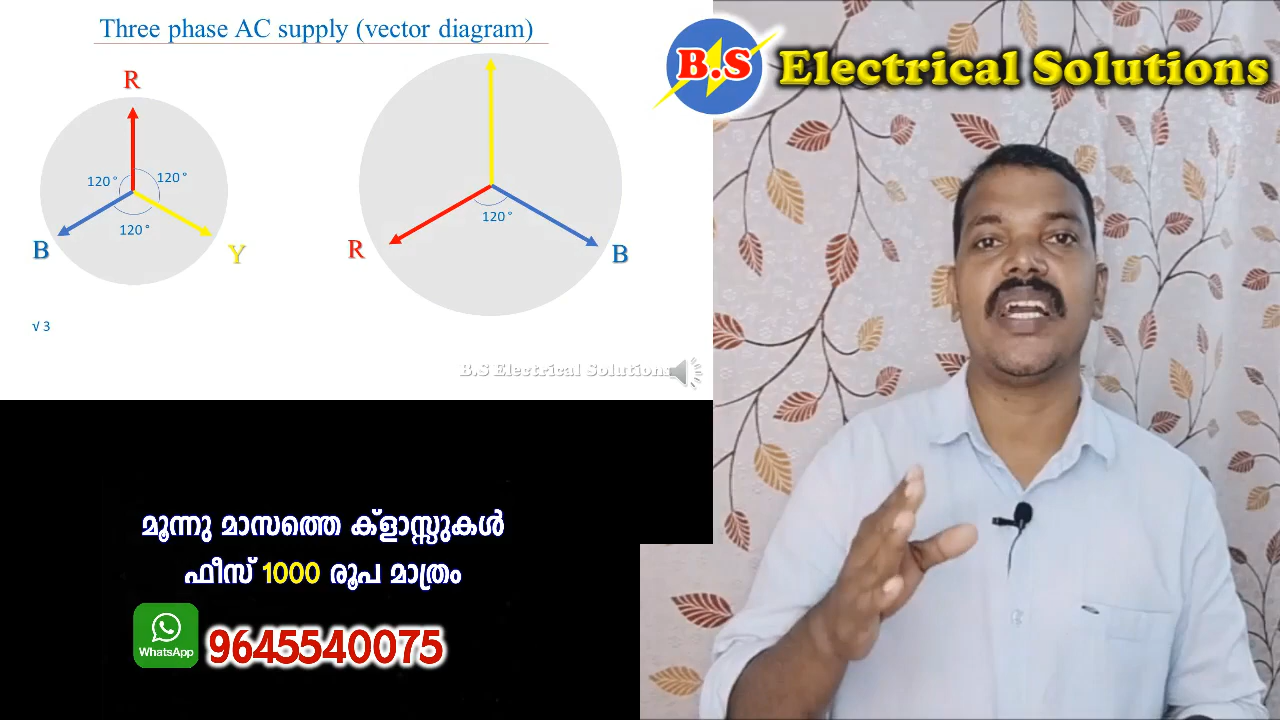 Three phase AC supply (vector diagram)
B.S Electrical Solutions
R
120°
120°
120°
B
Y
120°
R
B
√ 3
B.S Electrical Solutions
മൂന്നു മാസത്തെ ക്ളാസ്സുകൾ
ഫീസ് 1000 രൂപ മാത്രം
WhatsApp
9645540075